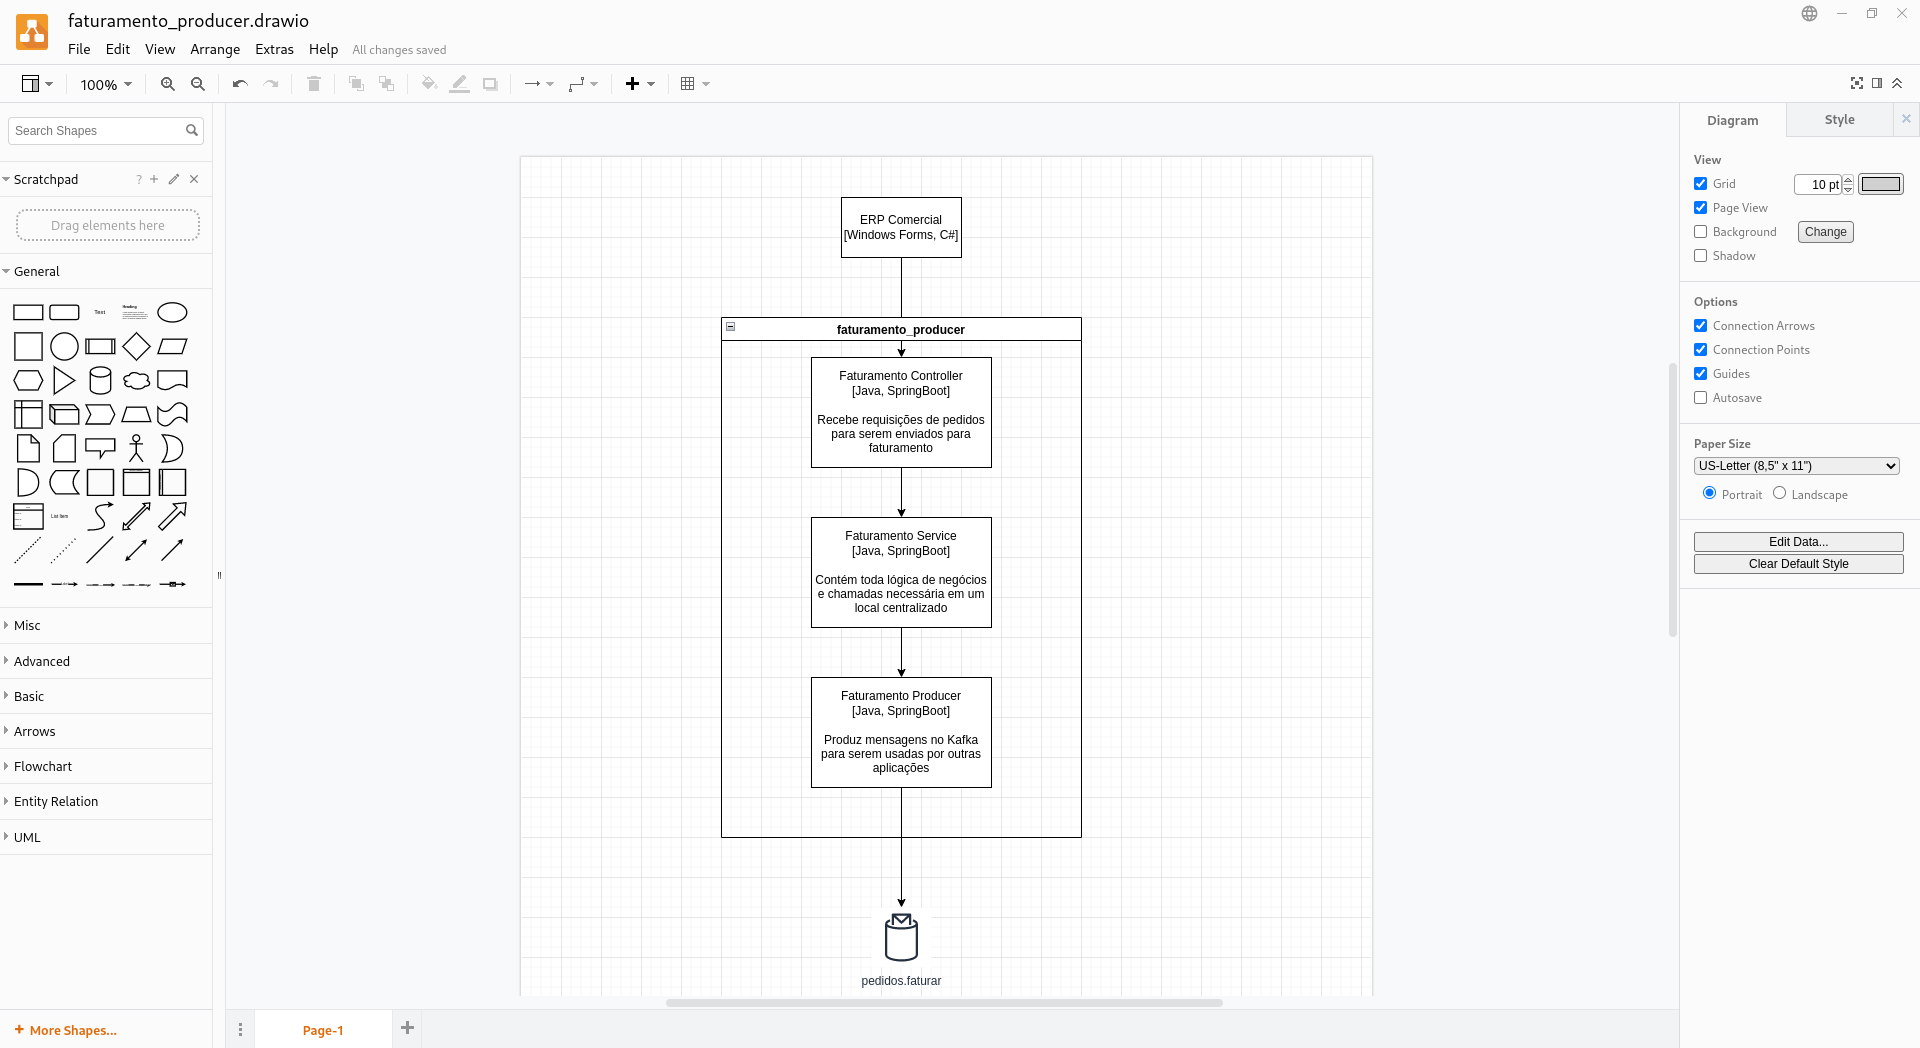 faturamento_producer.drawio
File Edit View Arrange Extras Help All changes saved
100%
Search Shapes
Scratchpad
?
Drag elements here
General
Text
Heading
List Item
Misc
Advanced
Basic
Arrows
Flowchart
Entity Relation
UML
+ More Shapes...
ERP Comercial
[Windows Forms, C#]
faturamento_producer
Faturamento Controller
[Java, SpringBoot]
Recebe requisições de pedidos
para serem enviados para
faturamento
Faturamento Service
[Java, SpringBoot]
Contém toda lógica de negócios
e chamadas necessária em um
local centralizado
Faturamento Producer
[Java, SpringBoot]
Produz mensagens no Kafka
para serem usadas por outras
aplicações
pedidos.faturar
Page-1
Diagram Style
View
Grid 10 pt
Page View
Background Change
Shadow
Options
Connection Arrows
Connection Points
Guides
Autosave
Paper Size
US-Letter (8,5" x 11")
Portrait Landscape
Edit Data...
Clear Default Style